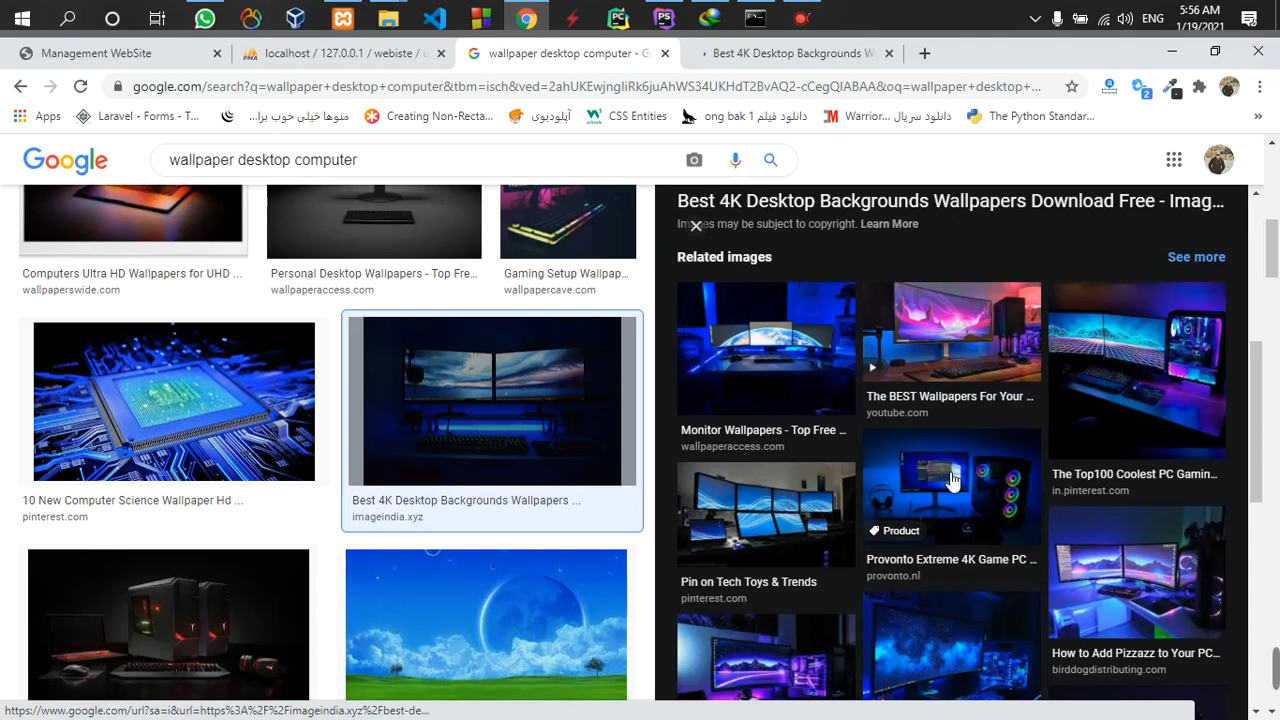 5:56 AM
ENG
1/19/2021
Management WebSite
localhost / 127.0.0.1 / webiste / u
wallpaper desktop computer - G
Best 4K Desktop Backgrounds W
google.com/search?q=wallpaper+desktop+computer&tbm=isch&ved=2ahUKEwjngIiRk6juAhWS34UKHdT2BvAQ2-cCegQIABAA&oq=wallpaper+desktop+...
2
Apps
Laravel - Forms - T...
منوها خیلی خوب برا...
Creating Non-Recta...
آپلودبوی
CSS Entities
دانلود فیلم ong bak 1
دانلود سریال Warrior...
The Python Standar...
Google
wallpaper desktop computer
Computers Ultra HD Wallpapers for UHD ...
wallpaperswide.com
Personal Desktop Wallpapers - Top Fre...
wallpaperaccess.com
Gaming Setup Wallpap...
wallpapercave.com
10 New Computer Science Wallpaper Hd ...
pinterest.com
Best 4K Desktop Backgrounds Wallpapers ...
imageindia.xyz
Best 4K Desktop Backgrounds Wallpapers Download Free - Imag...
Images may be subject to copyright. Learn More
Related images
See more
Monitor Wallpapers - Top Free ...
wallpaperaccess.com
The BEST Wallpapers For Your ...
youtube.com
The Top100 Coolest PC Gamin...
in.pinterest.com
Pin on Tech Toys & Trends
pinterest.com
Product
Provonto Extreme 4K Game PC ...
provonto.nl
How to Add Pizzazz to Your PC...
birddogdistributing.com
https://www.google.com/url?sa=i&url=https%3A%2F%2Fimageindia.xyz%2Fbest-de...